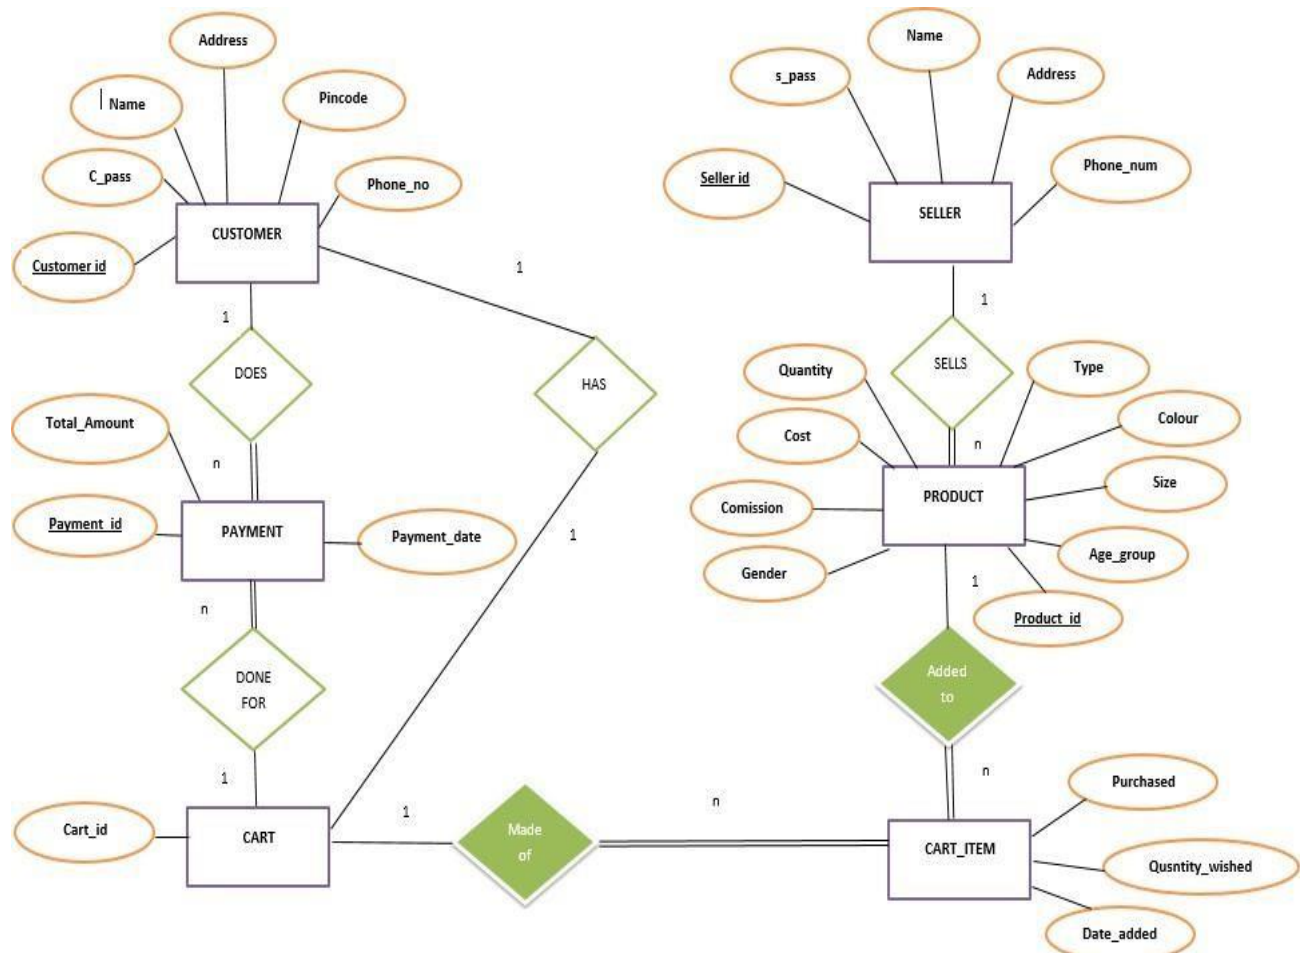 Address
Name
Pincode
C_pass
Phone_no
CUSTOMER
Customer id
1
1
DOES
HAS
Total_Amount
n
Payment_id
PAYMENT
Payment_date
1
n
DONE
FOR
1
Cart_id
CART
1
Made
of
n
Name
s_pass
Address
Seller id
Phone_num
SELLER
1
SELLS
Quantity
Type
Cost
Colour
n
Comission
PRODUCT
Size
Gender
Age_group
1
Product_id
Added
to
n
Purchased
CART_ITEM
Qusntity_wished
Date_added